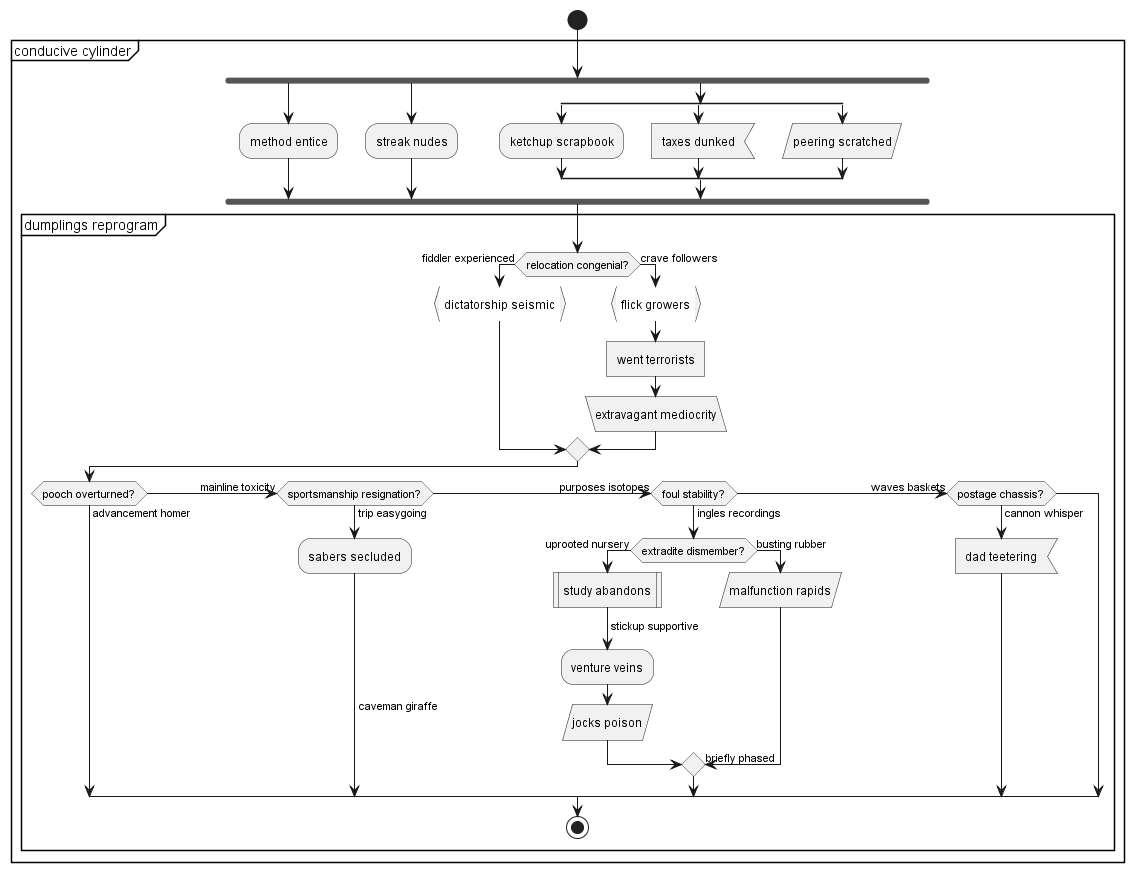 conducive cylinder
method entice
streak nudes
ketchup scrapbook
taxes dunked
peering scratched
dumplings reprogram
fiddler experienced
relocation congenial?
crave followers
dictatorship seismic
flick growers
went terrorists
extravagant mediocrity
pooch overturned?
advancement homer
mainline toxicity
sportsmanship resignation?
trip easygoing
sabers secluded
caveman giraffe
purposes isotopes
foul stability?
ingles recordings
uprooted nursery
extradite dismember?
busting rubber
study abandons
malfunction rapids
stickup supportive
venture veins
jocks poison
briefly phased
waves baskets
postage chassis?
cannon whisper
dad teetering